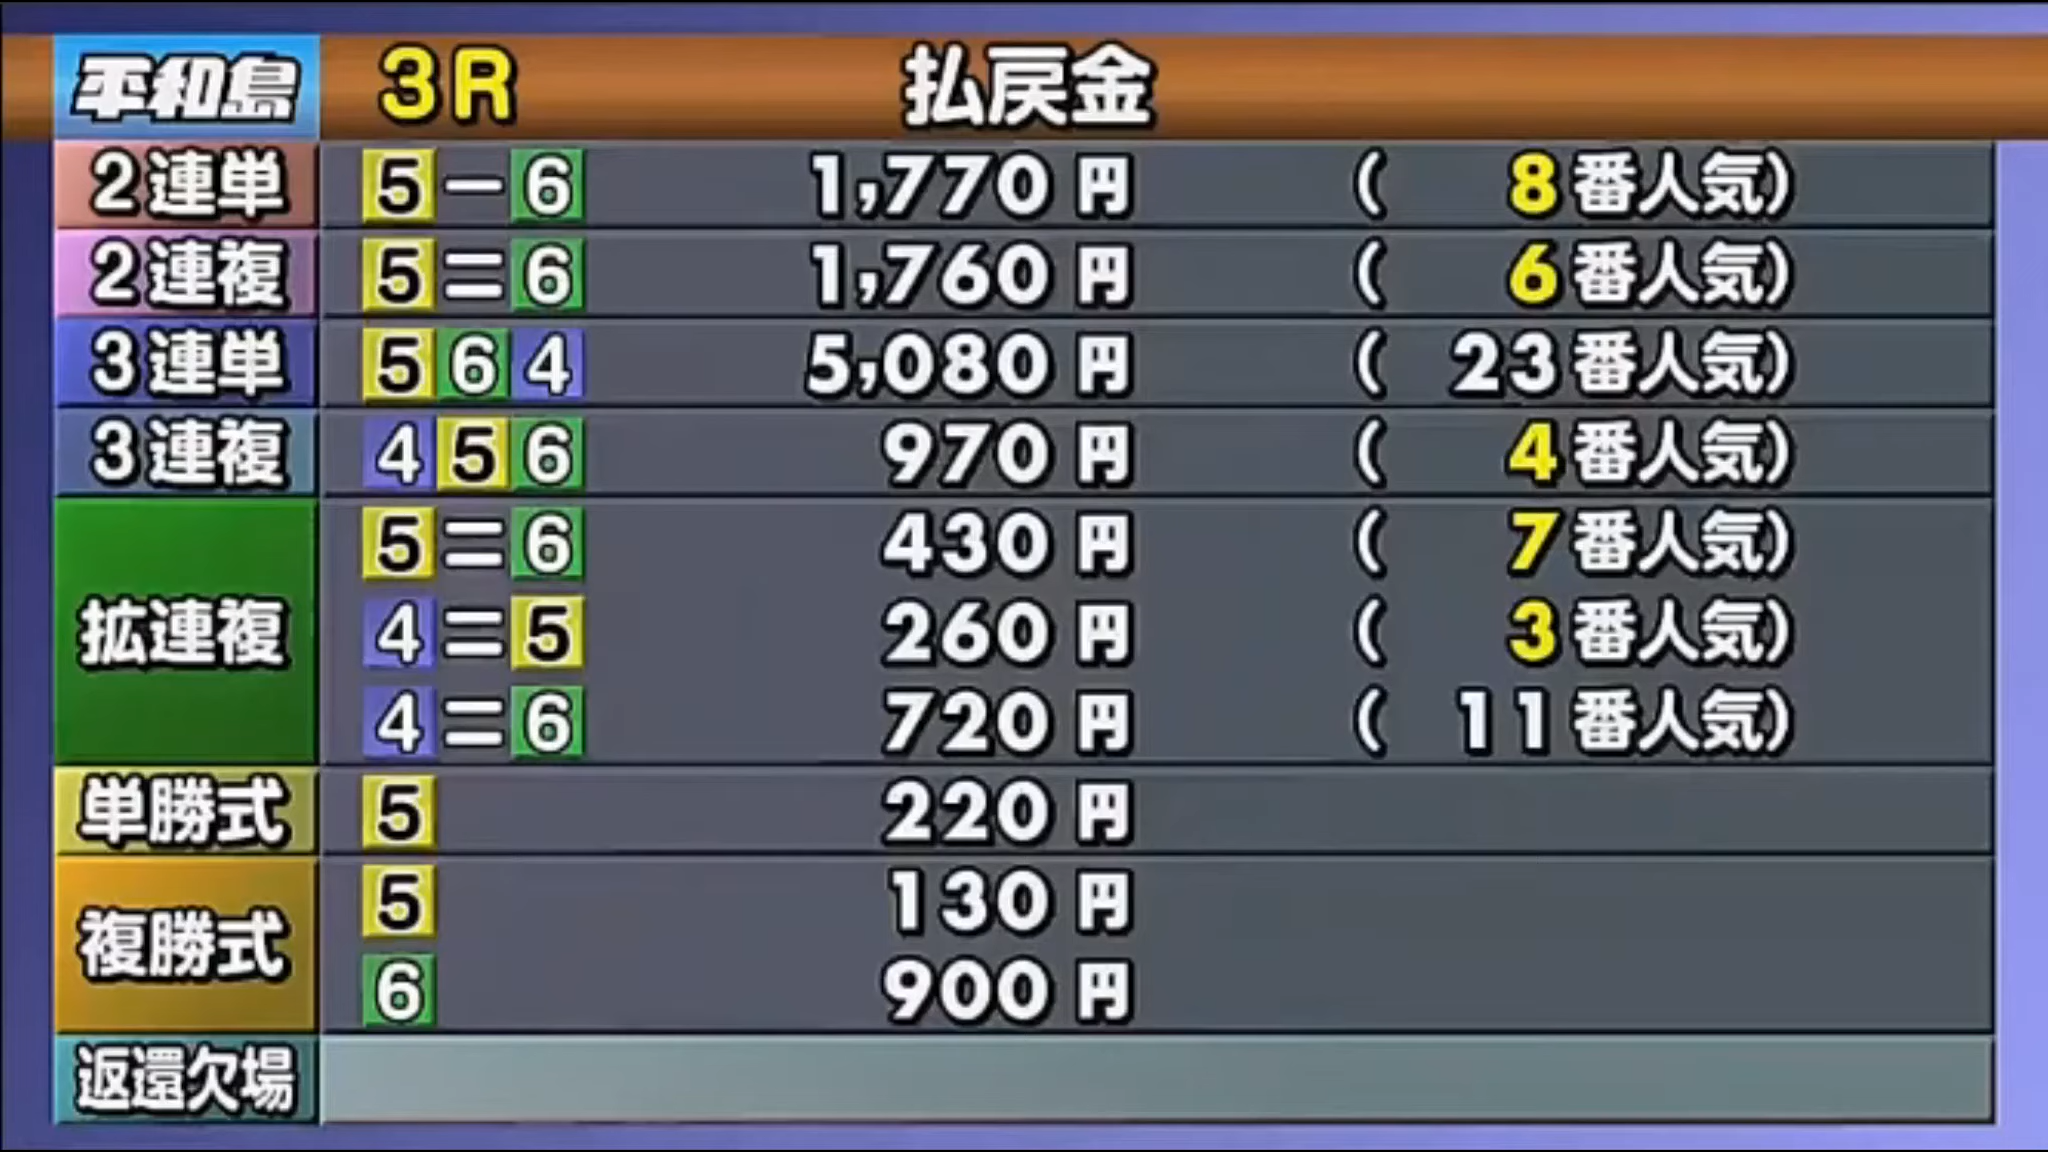 平和島 3R 払戻金
2連単 5-6 1,770円 (8番人気)
2連複 5=6 1,760円 (6番人気)
3連単 5 6 4 5,080円 (23番人気)
3連複 4 5 6 970円 (4番人気)
拡連複 5=6 430円 (7番人気)
4=5 260円 (3番人気)
4=6 720円 (11番人気)
単勝式 5 220円
複勝式 5 130円
6 900円
返還欠場